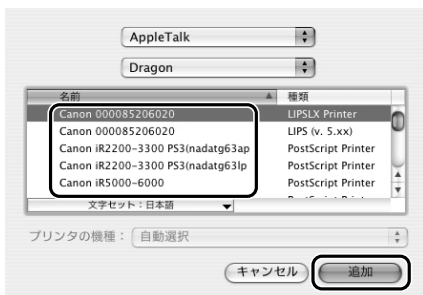 AppleTalk
Dragon
名前 種類
Canon 000085206020 LIPSLX Printer
Canon 000085206020 LIPS (v. 5.xx)
Canon iR2200-3300 PS3(nadatg63ap PostScript Printer
Canon iR2200-3300 PS3(nadatg63lp PostScript Printer
Canon iR5000-6000 PostScript Printer
文字セット：日本語
プリンタの機種： 自動選択
キャンセル 追加